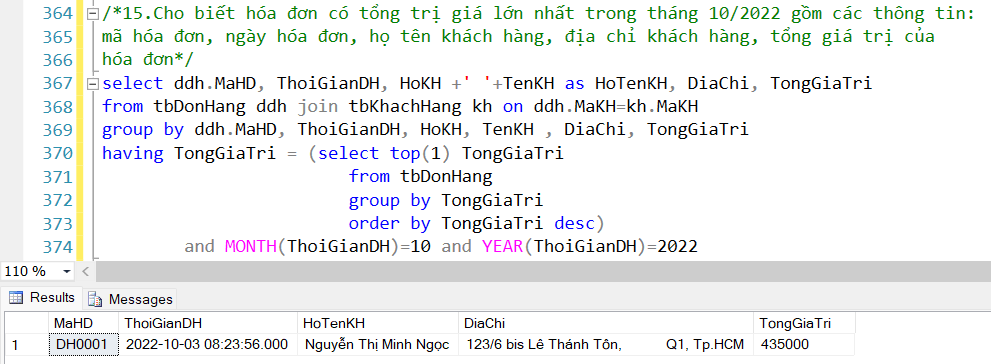 364 /*15.Cho biết hóa đơn có tổng trị giá lớn nhất trong tháng 10/2022 gồm các thông tin:
365 mã hóa đơn, ngày hóa đơn, họ tên khách hàng, địa chỉ khách hàng, tổng giá trị của
366 hóa đơn*/
367 select ddh.MaHD, ThoiGianDH, HoKH +' '+TenKH as HoTenKH, DiaChi, TongGiaTri
368 from tbDonHang ddh join tbKhachHang kh on ddh.MaKH=kh.MaKH
369 group by ddh.MaHD, ThoiGianDH, HoKH, TenKH , DiaChi, TongGiaTri
370 having TongGiaTri = (select top(1) TongGiaTri
371 from tbDonHang
372 group by TongGiaTri
373 order by TongGiaTri desc)
374 and MONTH(ThoiGianDH)=10 and YEAR(ThoiGianDH)=2022
110 %
Results Messages
MaHD ThoiGianDH HoTenKH DiaChi TongGiaTri
1 DH0001 2022-10-03 08:23:56.000 Nguyễn Thị Minh Ngọc 123/6 bis Lê Thánh Tôn, Q1, Tp.HCM 435000